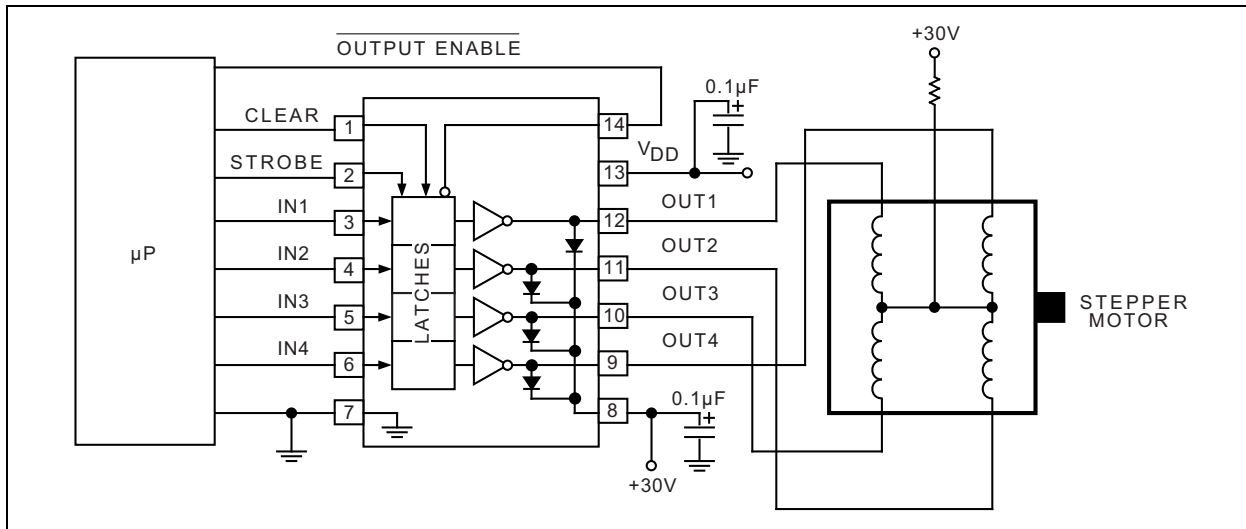 OUTPUT ENABLE
+30V
0.1µF
+
CLEAR
1
14
VDD
STROBE
2
13
IN1
3
12
OUT1
µP
LATCHES
IN2
4
11
OUT2
IN3
5
10
OUT3
STEPPER
MOTOR
IN4
6
9
OUT4
7
8
0.1µF
+
+30V